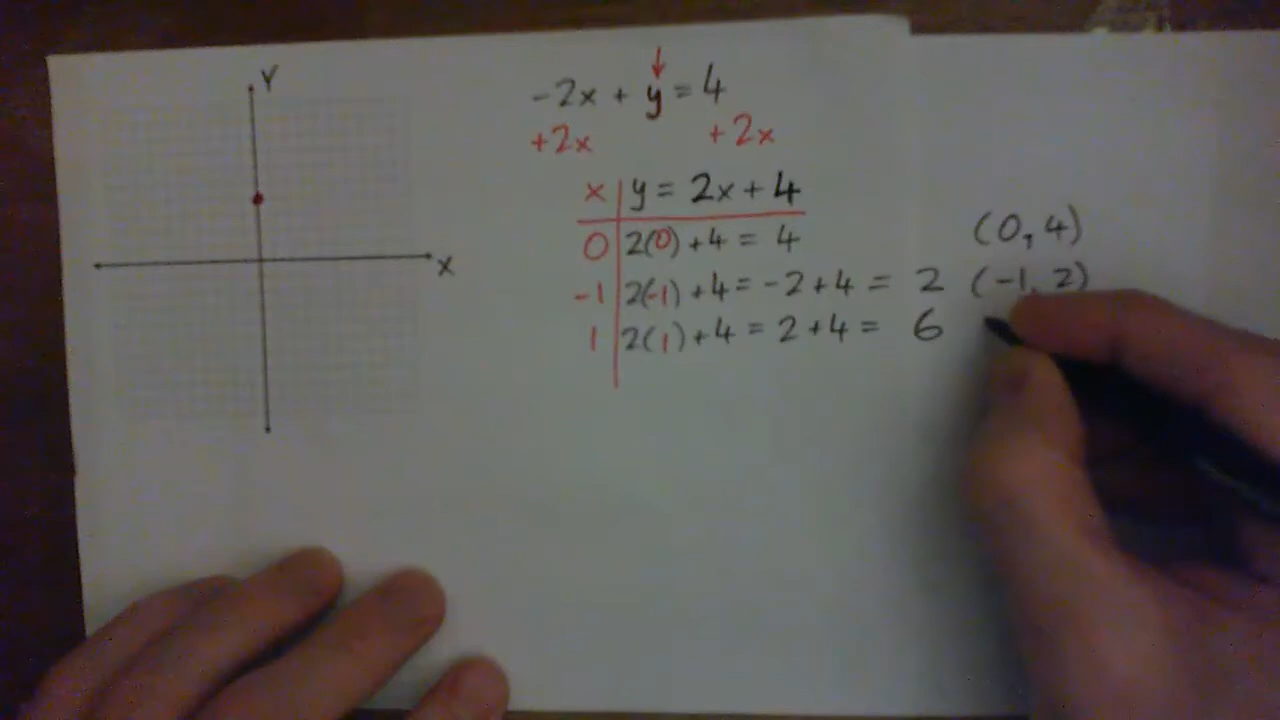 Y
X
-2x + y = 4
+2x +2x
x | y = 2x + 4
0 | 2(0) + 4 = 4 (0, 4)
-1 | 2(-1) + 4 = -2 + 4 = 2 (-1, 2)
1 | 2(1) + 4 = 2 + 4 = 6